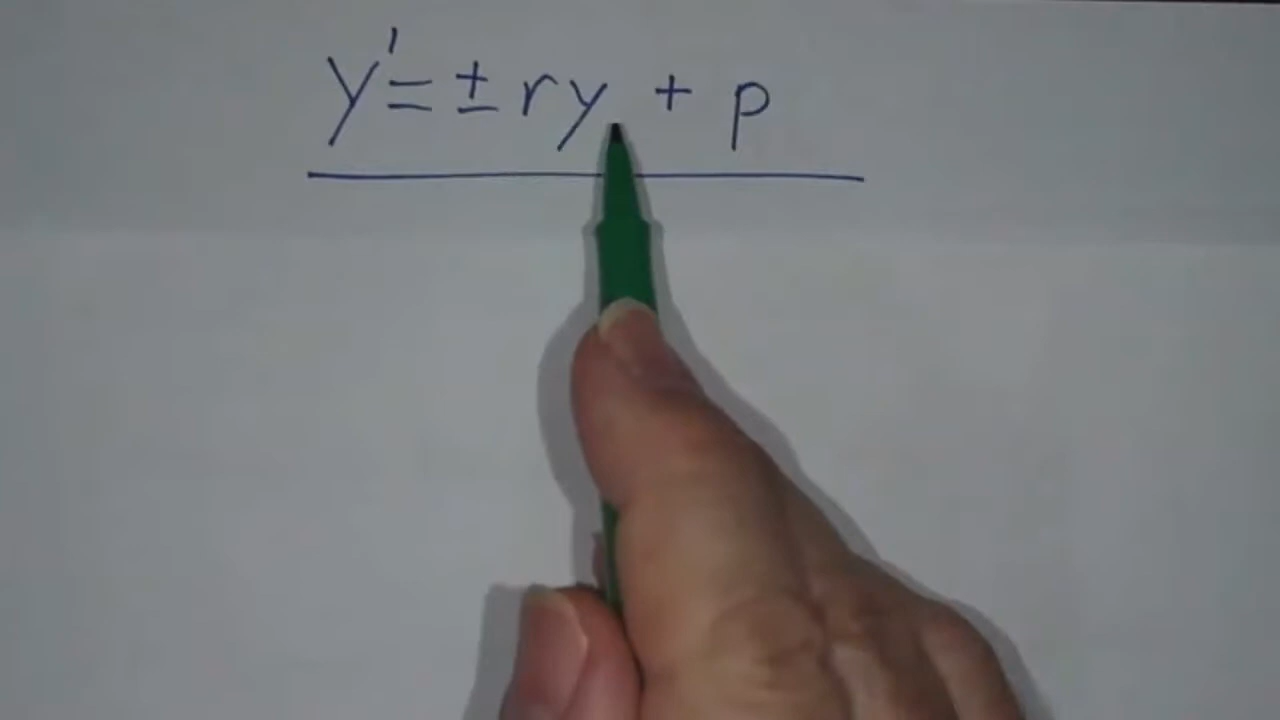 y' = ± ry + p